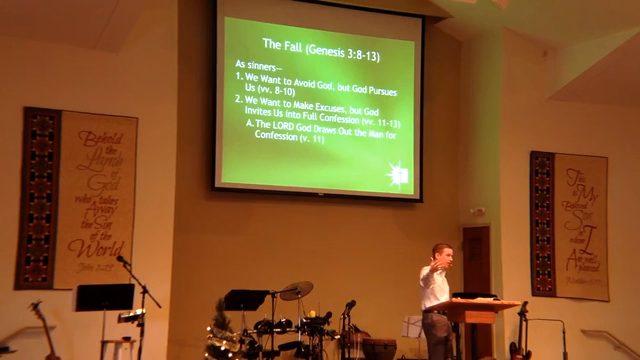 The Fall (Genesis 3:8-13)
As sinners—
1. We Want to Avoid God, but God Pursues
Us (vv. 8-10)
2. We Want to Make Excuses, but God
Invites Us into Full Confession (vv. 11-13)
A. The LORD God Draws Out the Man for
Confession (v. 11)
Behold
the
Lamb
of
God
who takes
Away
the Sin
of the
World
John 1:29
This
is My
Beloved
Son
in whom
I
Am well
pleased